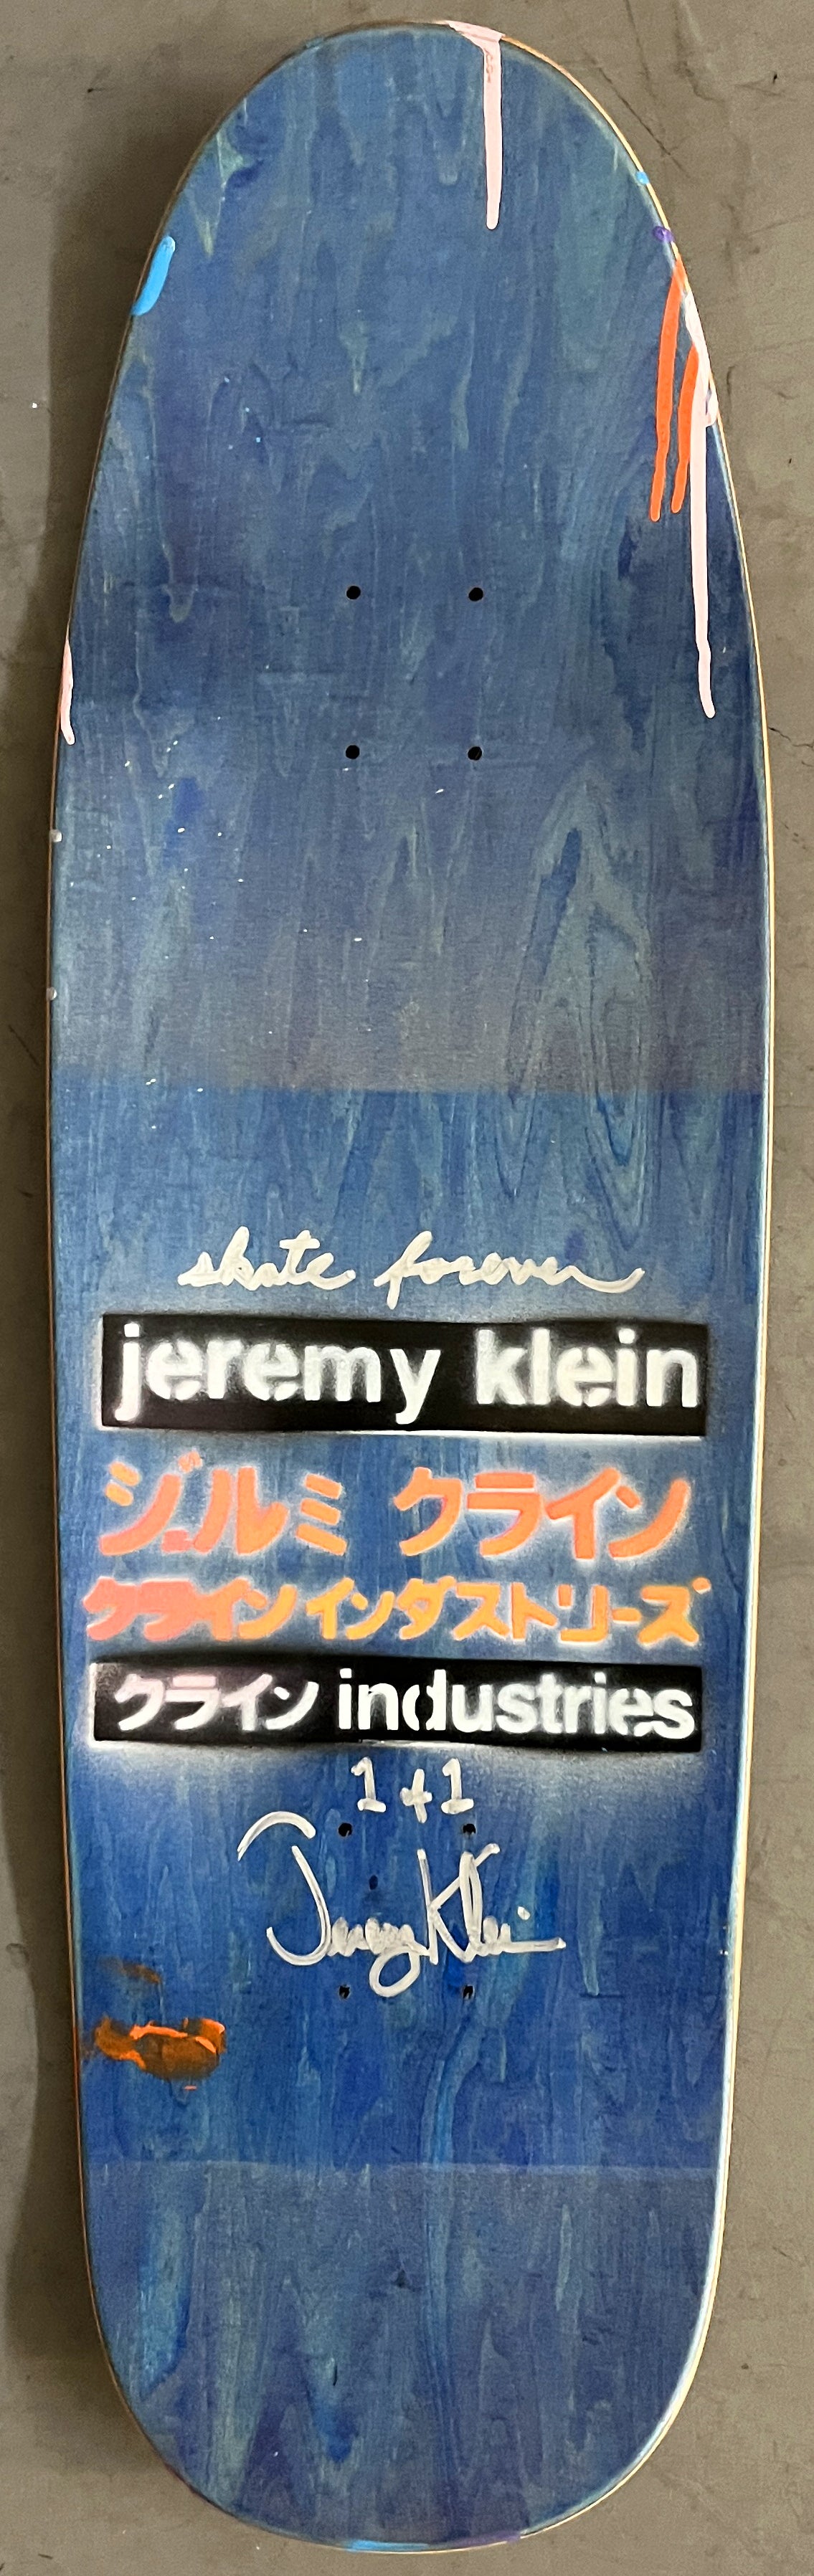 skate forever
jeremy klein
ジェルミ クライン
クラインインダストリーズ
クライン industries
1 of 1
Jeremy Klein